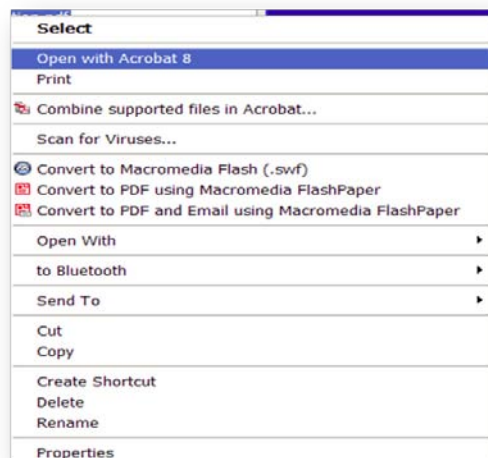 Select
Open with Acrobat 8
Print
Combine supported files in Acrobat...
Scan for Viruses...
Convert to Macromedia Flash (.swf)
Convert to PDF using Macromedia FlashPaper
Convert to PDF and Email using Macromedia FlashPaper
Open With
to Bluetooth
Send To
Cut
Copy
Create Shortcut
Delete
Rename
Properties